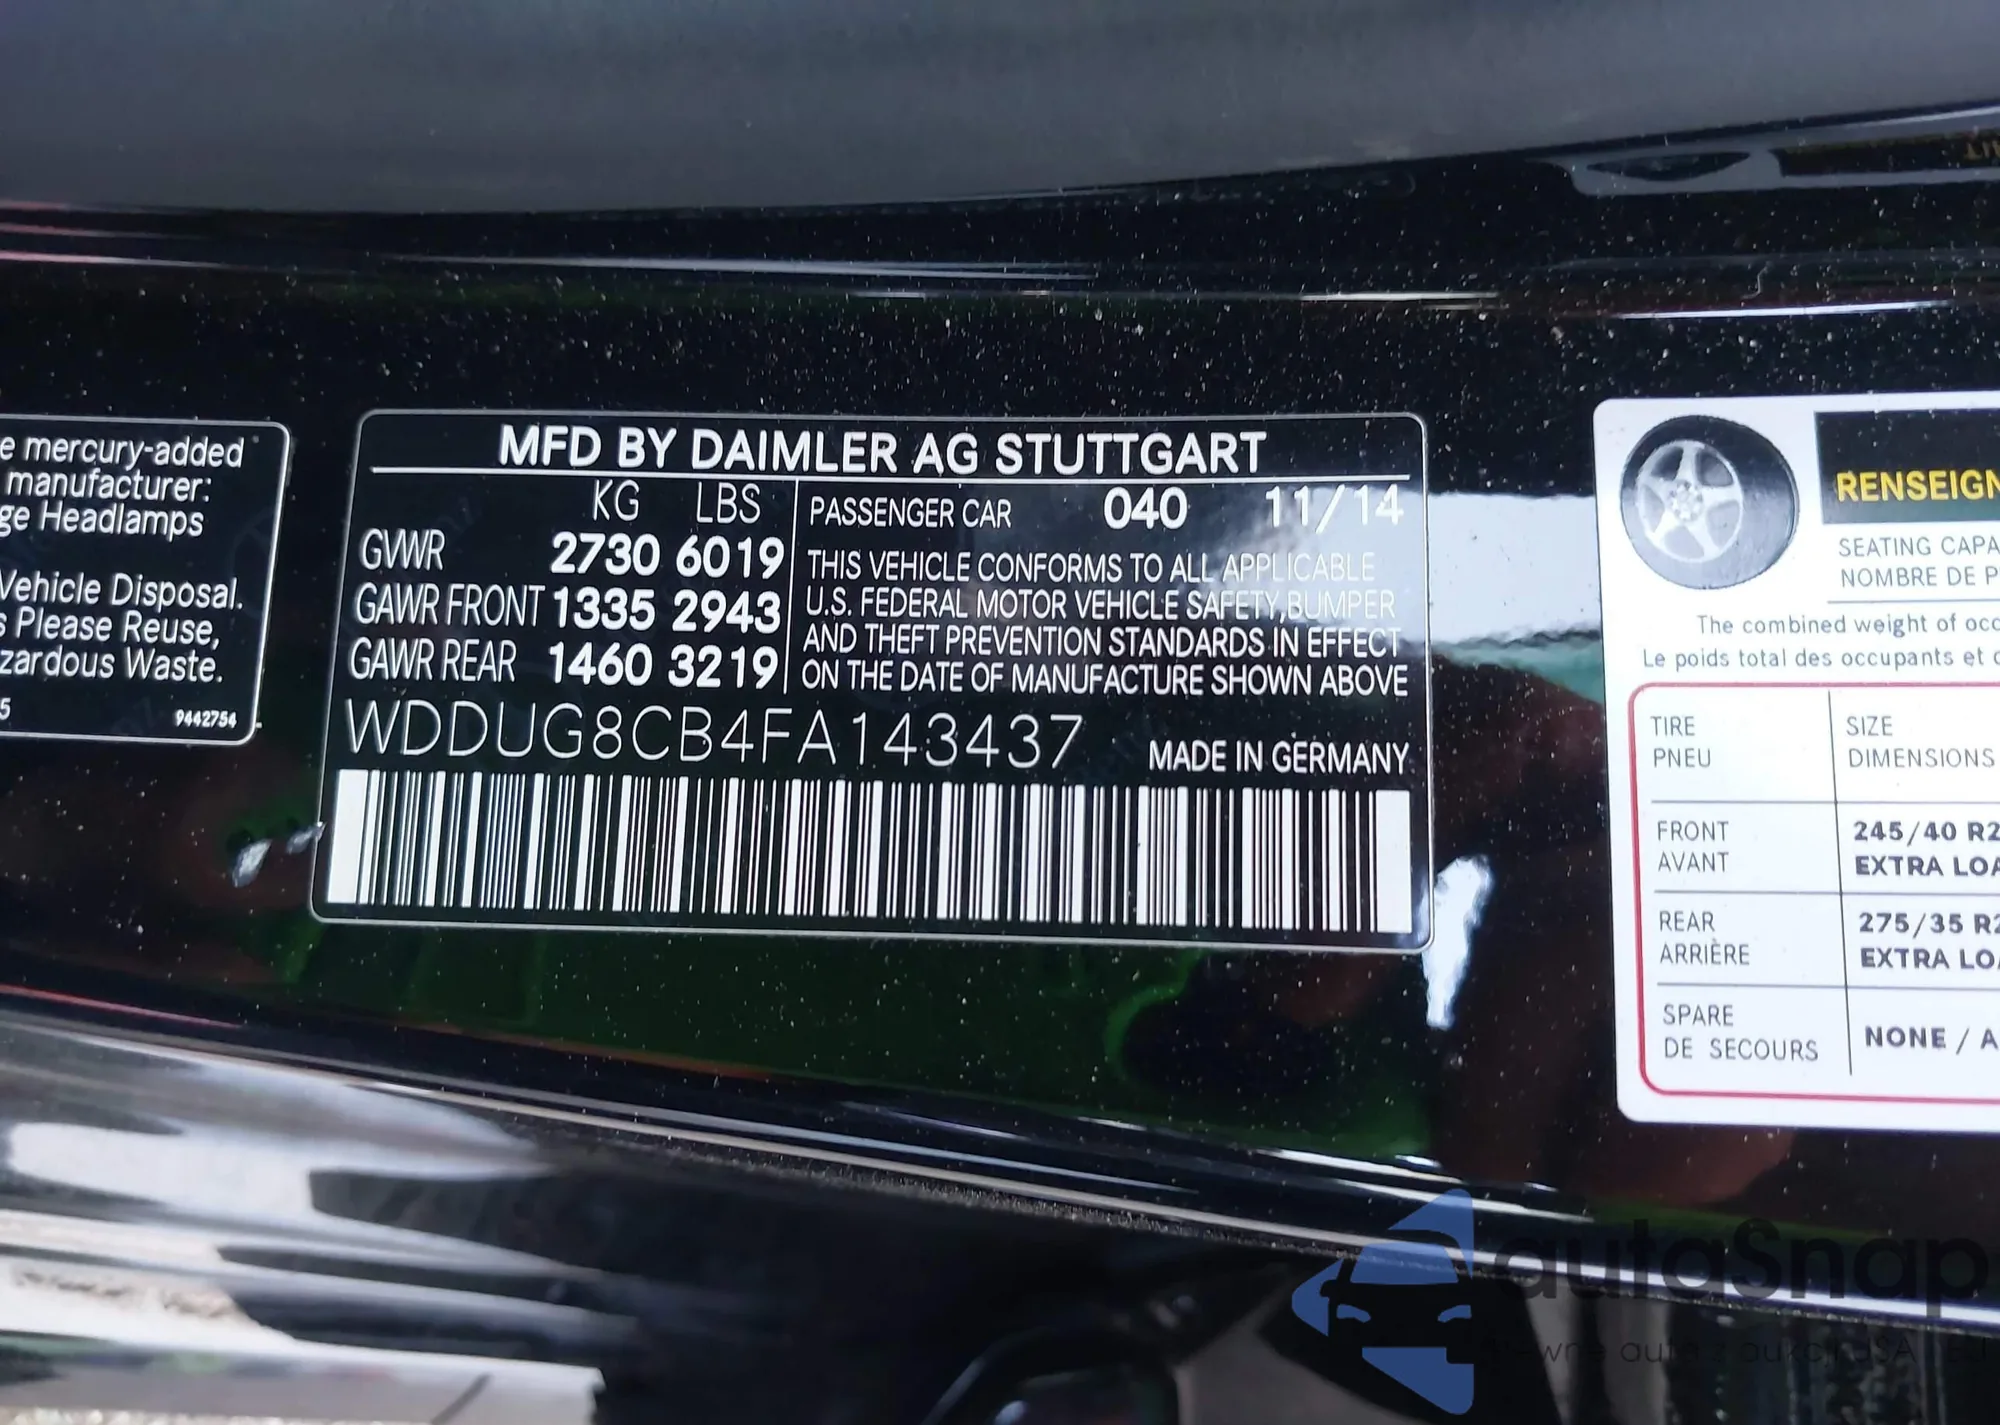 e mercury-added
manufacturer:
ge Headlamps
Vehicle Disposal.
s Please Reuse,
zardous Waste.
5 9442754
MFD BY DAIMLER AG STUTTGART
KG LBS
GVWR 2730 6019
GAWR FRONT 1335 2943
GAWR REAR 1460 3219
PASSENGER CAR 040 11/14
THIS VEHICLE CONFORMS TO ALL APPLICABLE
U.S. FEDERAL MOTOR VEHICLE SAFETY,BUMPER
AND THEFT PREVENTION STANDARDS IN EFFECT
ON THE DATE OF MANUFACTURE SHOWN ABOVE
WDDUG8CB4FA143437 MADE IN GERMANY
RENSEIGN
SEATING CAPA
NOMBRE DE P
The combined weight of occ
Le poids total des occupants et c
TIRE SIZE
PNEU DIMENSIONS
FRONT 245/40 R2
AVANT EXTRA LOA
REAR 275/35 R2
ARRIÈRE EXTRA LOA
SPARE
DE SECOURS NONE / A
autaSnap